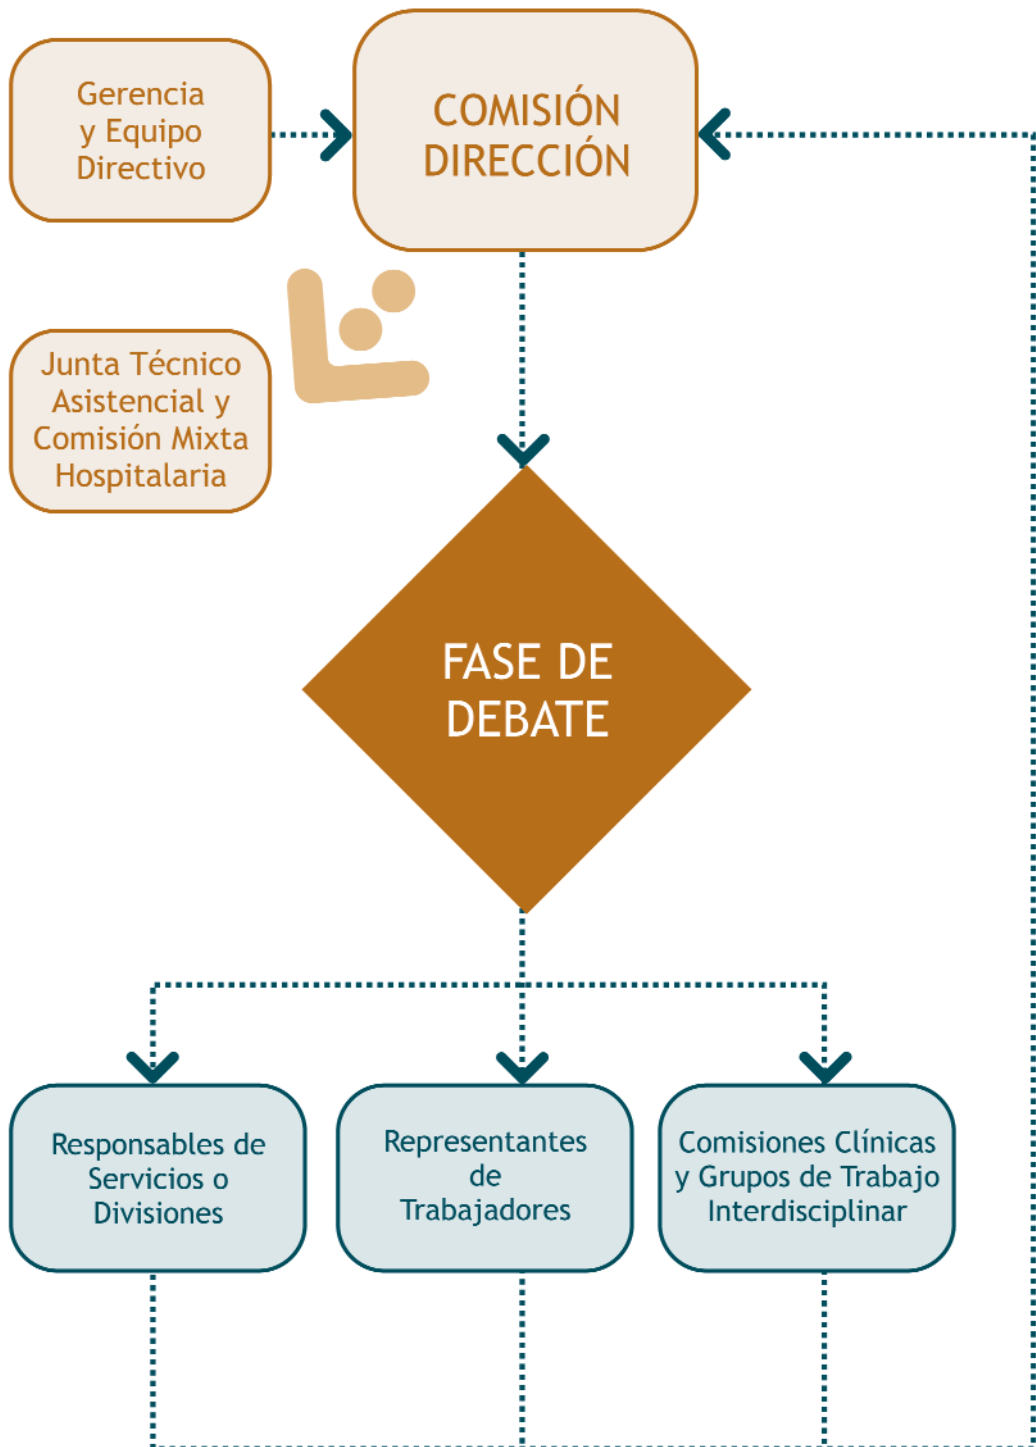 Gerencia
y Equipo
Directivo
COMISIÓN
DIRECCIÓN
Junta Técnico
Asistencial y
Comisión Mixta
Hospitalaria
FASE DE
DEBATE
Responsables de
Servicios o
Divisiones
Representantes
de
Trabajadores
Comisiones Clínicas
y Grupos de Trabajo
Interdisciplinar